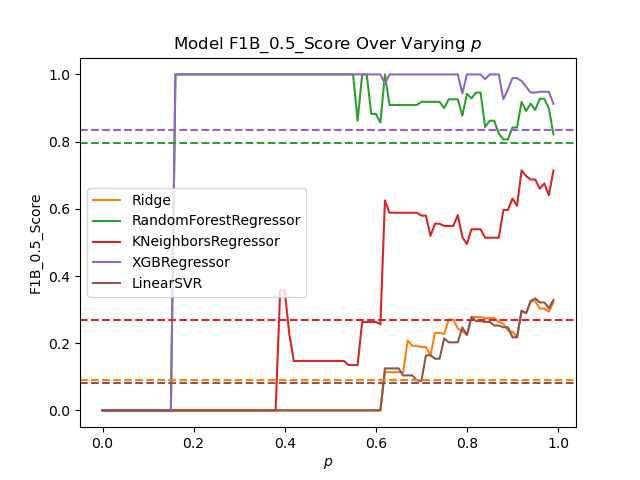 Model F1B_0.5_Score Over Varying p
F1B_0.5_Score
1.0
0.8
0.6
0.4
0.2
0.0
Ridge
RandomForestRegressor
KNeighborsRegressor
XGBRegressor
LinearSVR
0.0 0.2 0.4 0.6 0.8 1.0
p